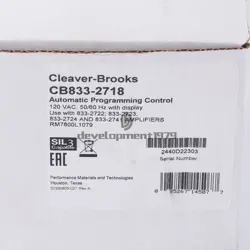 Cleaver-Brooks
CB833-2718
Automatic Programming Control
120 VAC, 50/60 Hz with display
Use with 833-2722; 833-2723;
833-2724 AND 833-2741 AMPLIFIERS
RM7800L1079
development1979
SIL 3
Capable
EAC
2440D22303
Serial Number
Performance Materials and Technologies
Houston, Texas